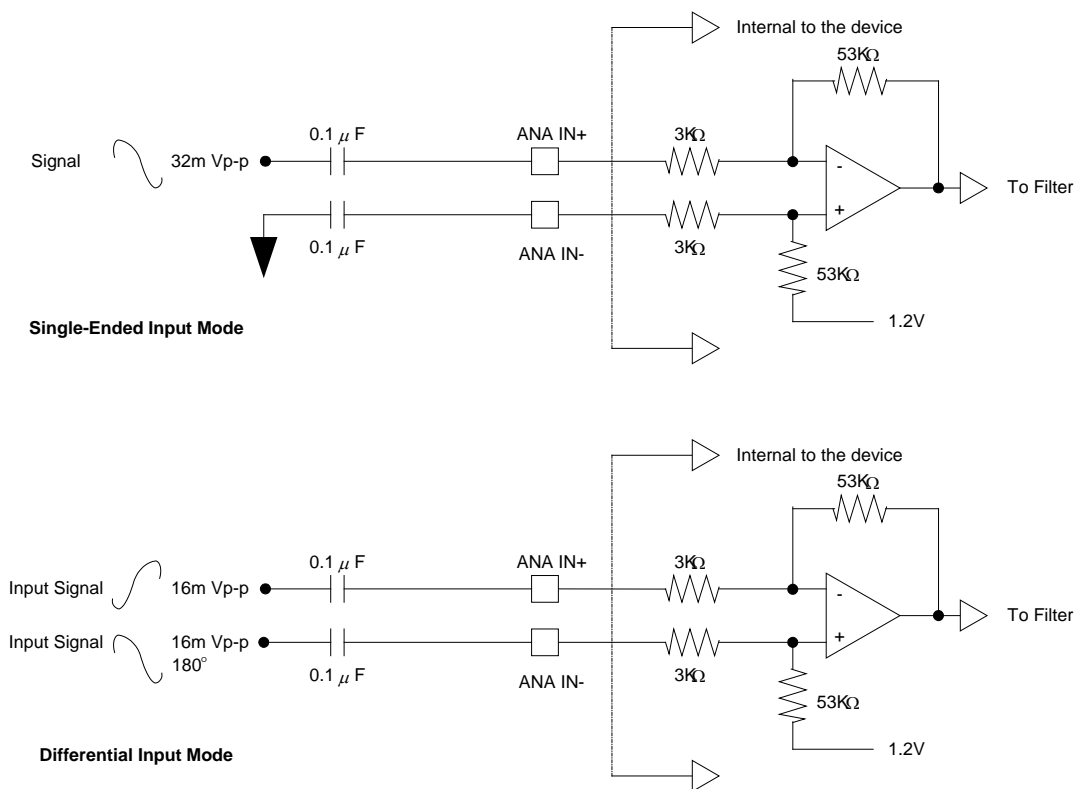 Internal to the device
53KΩ
0.1 μ F
ANA IN+
3KΩ
Signal
32m Vp-p
-
To Filter
+
0.1 μ F
ANA IN-
3KΩ
53KΩ
1.2V
Single-Ended Input Mode
Internal to the device
53KΩ
0.1 μ F
ANA IN+
3KΩ
Input Signal
16m Vp-p
-
To Filter
Input Signal
16m Vp-p
180°
+
0.1 μ F
ANA IN-
3KΩ
53KΩ
1.2V
Differential Input Mode